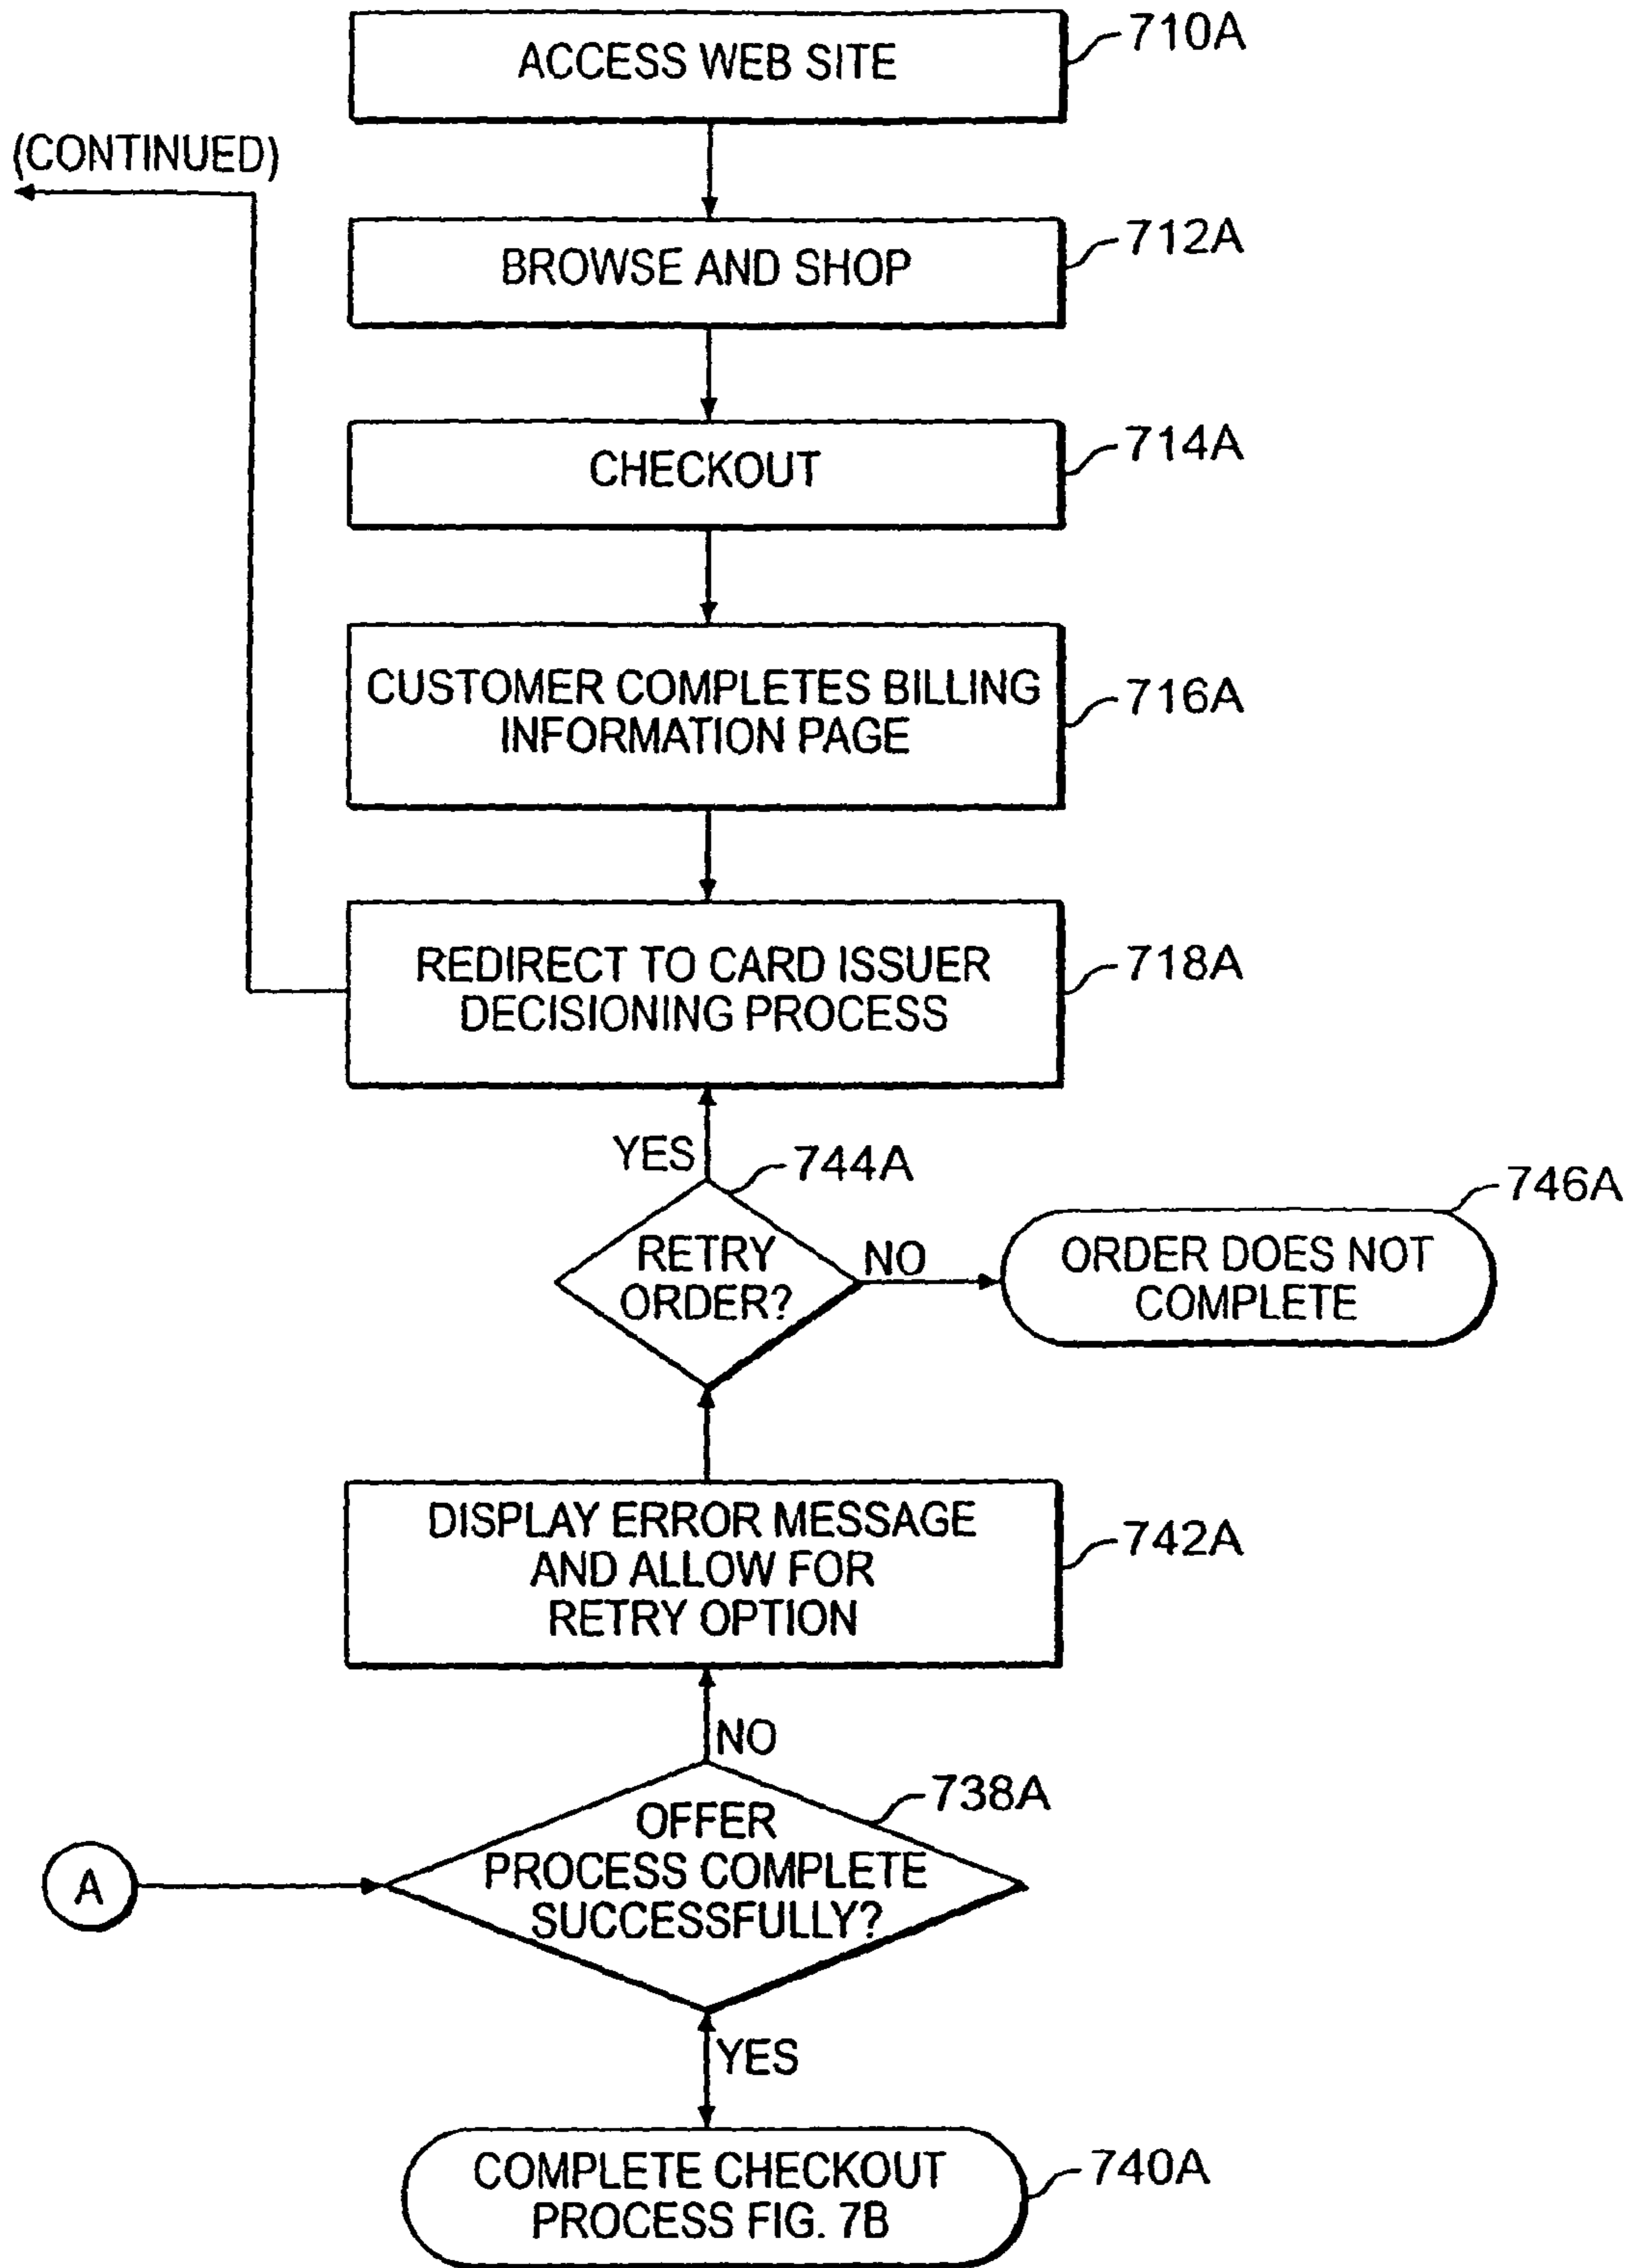 ACCESS WEB SITE
710A
(CONTINUED)
BROWSE AND SHOP
712A
CHECKOUT
714A
CUSTOMER COMPLETES BILLING
INFORMATION PAGE
716A
REDIRECT TO CARD ISSUER
DECISIONING PROCESS
718A
YES
744A
RETRY
ORDER?
NO
746A
ORDER DOES NOT
COMPLETE
DISPLAY ERROR MESSAGE
AND ALLOW FOR
RETRY OPTION
742A
NO
738A
OFFER
PROCESS COMPLETE
SUCCESSFULLY?
A
YES
COMPLETE CHECKOUT
PROCESS FIG. 7B
740A